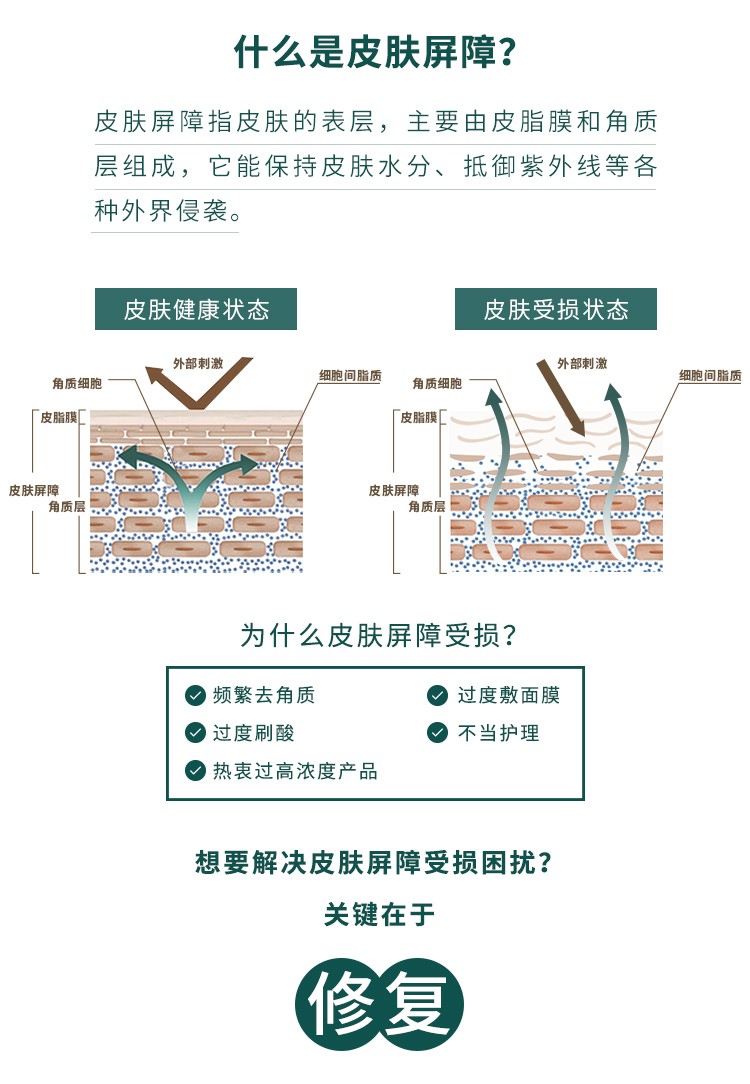 什么是皮肤屏障？
皮肤屏障指皮肤的表层，主要由皮脂膜和角质
层组成，它能保持皮肤水分、抵御紫外线等各
种外界侵袭。
皮肤健康状态
皮肤受损状态
外部刺激
角质细胞
细胞间脂质
皮脂膜
皮肤屏障
角质层
外部刺激
角质细胞
细胞间脂质
皮脂膜
皮肤屏障
角质层
为什么皮肤屏障受损？
频繁去角质
过度敷面膜
过度刷酸
不当护理
热衷过高浓度产品
想要解决皮肤屏障受损困扰？
关键在于
修复